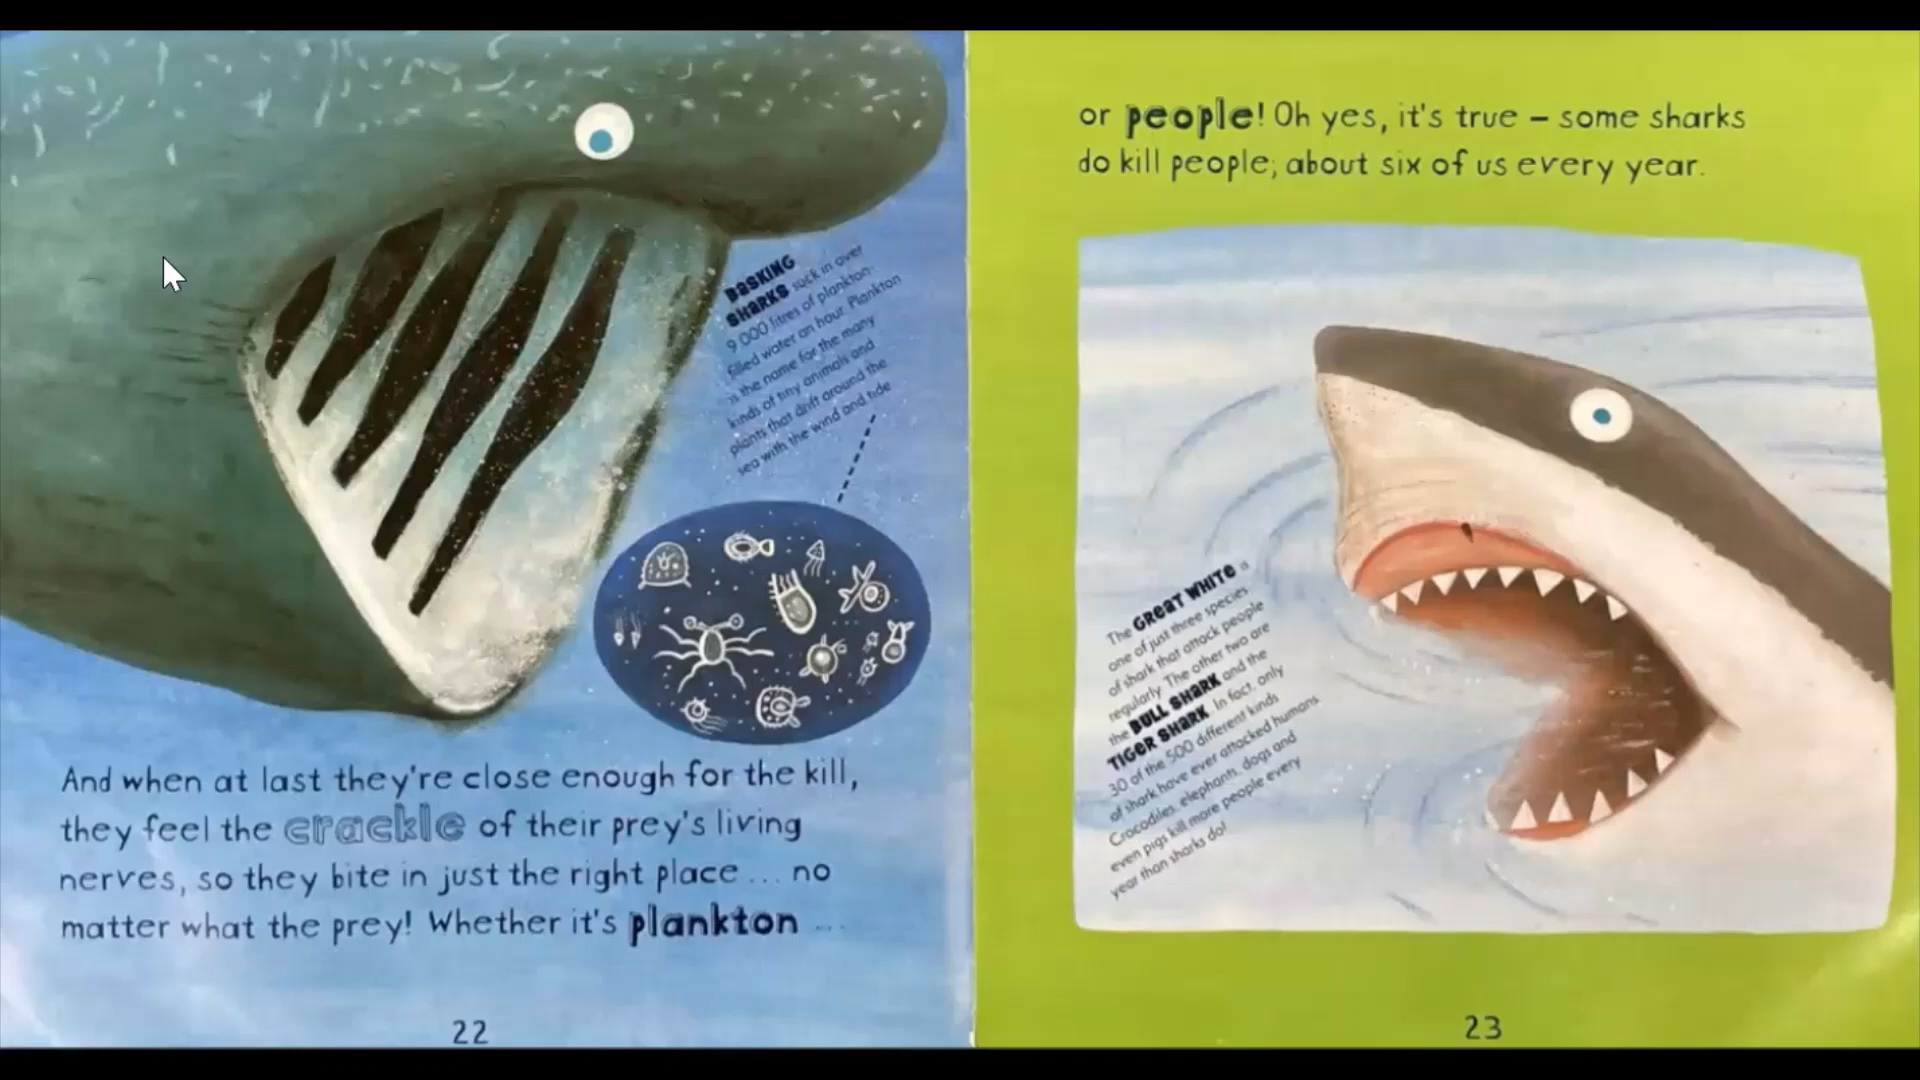 BASKING
SHARKS suck in over
9 000 litres of plankton-
filled water an hour. Plankton
is the name for the many
kinds of tiny animals and
plants that drift around the
sea with the wind and tide
And when at last they're close enough for the kill,
they feel the crackle of their prey's living
nerves, so they bite in just the right place ... no
matter what the prey! Whether it's plankton ...
22
or people! Oh yes, it's true – some sharks
do kill people; about six of us every year.
The GREAT WHITE is
one of just three species
of shark that attack people
regularly. The other two are
the BULL SHARK and the
TIGER SHARK. In fact, only
30 of the 500 different kinds
of shark have ever attacked humans.
Crocodiles, elephants, dogs and
even pigs kill more people every
year than sharks do!
23